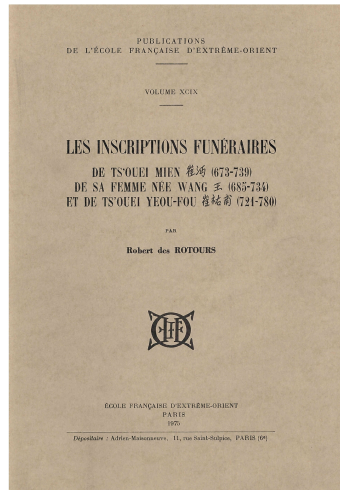 PUBLICATIONS
DE L'ÉCOLE FRANÇAISE D'EXTRÊME-ORIENT
VOLUME XCIX
LES INSCRIPTIONS FUNÉRAIRES
DE TS'OUEI MIEN 崔沔 (673-739)
DE SA FEMME NÉE WANG 王 (685-734)
ET DE TS'OUEI YEOU-FOU 崔祐甫 (721-780)
PAR
Robert des ROTOURS
ÉCOLE FRANÇAISE D'EXTRÊME-ORIENT
PARIS
1975
Dépositaire : Adrien-Maisonneuve, 11, rue Saint-Sulpice, PARIS (6e)